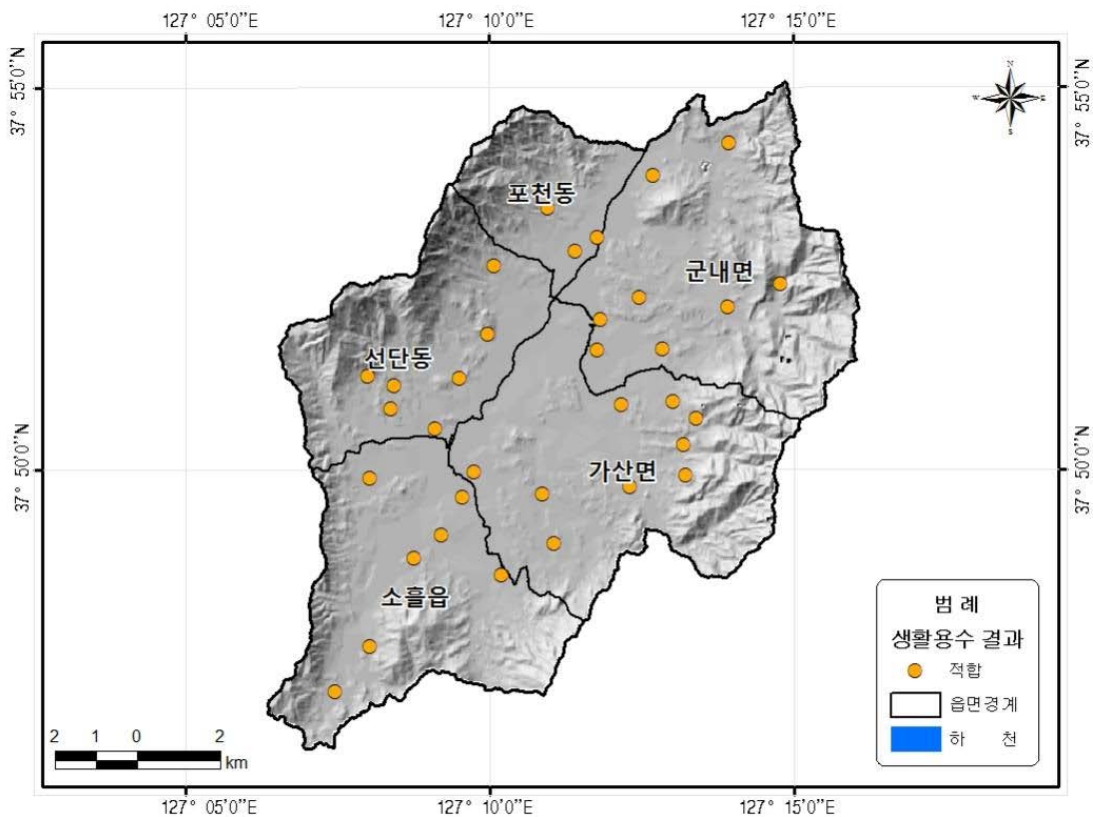 127° 05'0"E 127° 10'0"E 127° 15'0"E
37° 55'0"N
37° 55'0"N
N
W E
S
포천동
군내면
선단동
37° 50'0"N
37° 50'0"N
가산면
소흘읍
범 례
생활용수 결과
적합
읍면경계
하 천
2 1 0 2
km
127° 05'0"E 127° 10'0"E 127° 15'0"E